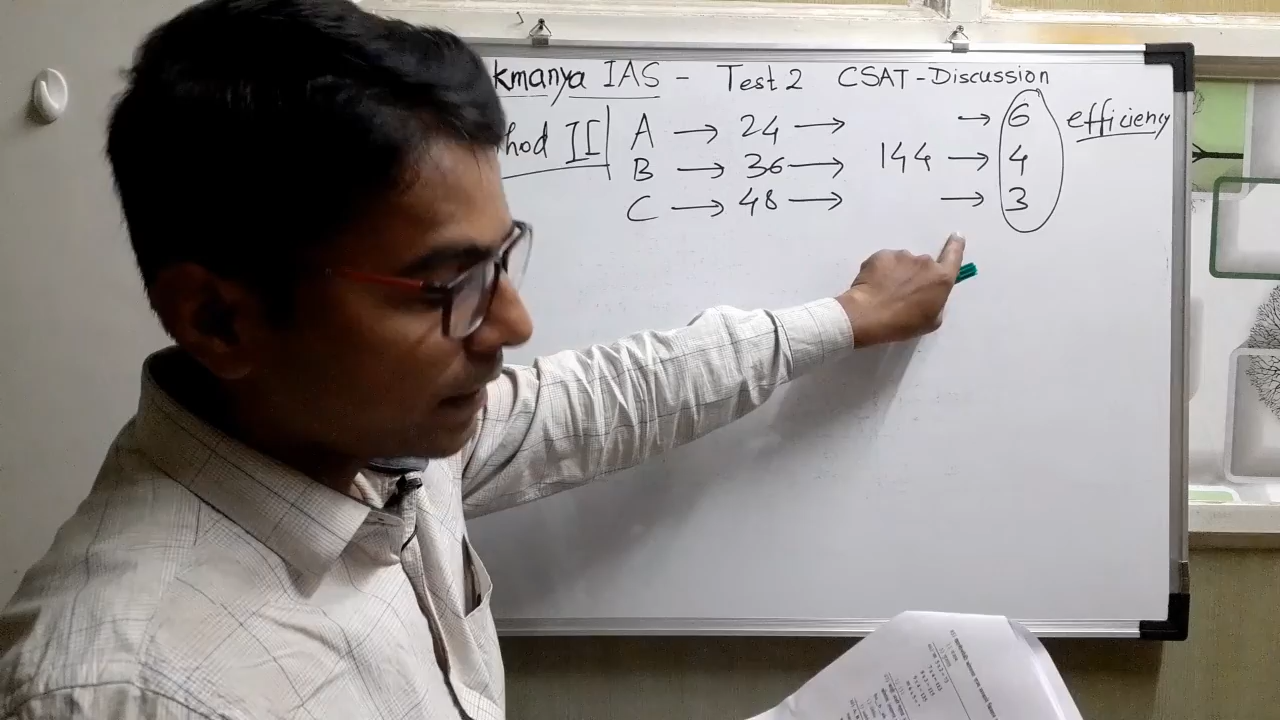 kmanya IAS - Test 2 CSAT - Discussion
hod II A → 24 → → 6 efficiency
B → 36 → 144 → 4
C → 48 → → 3